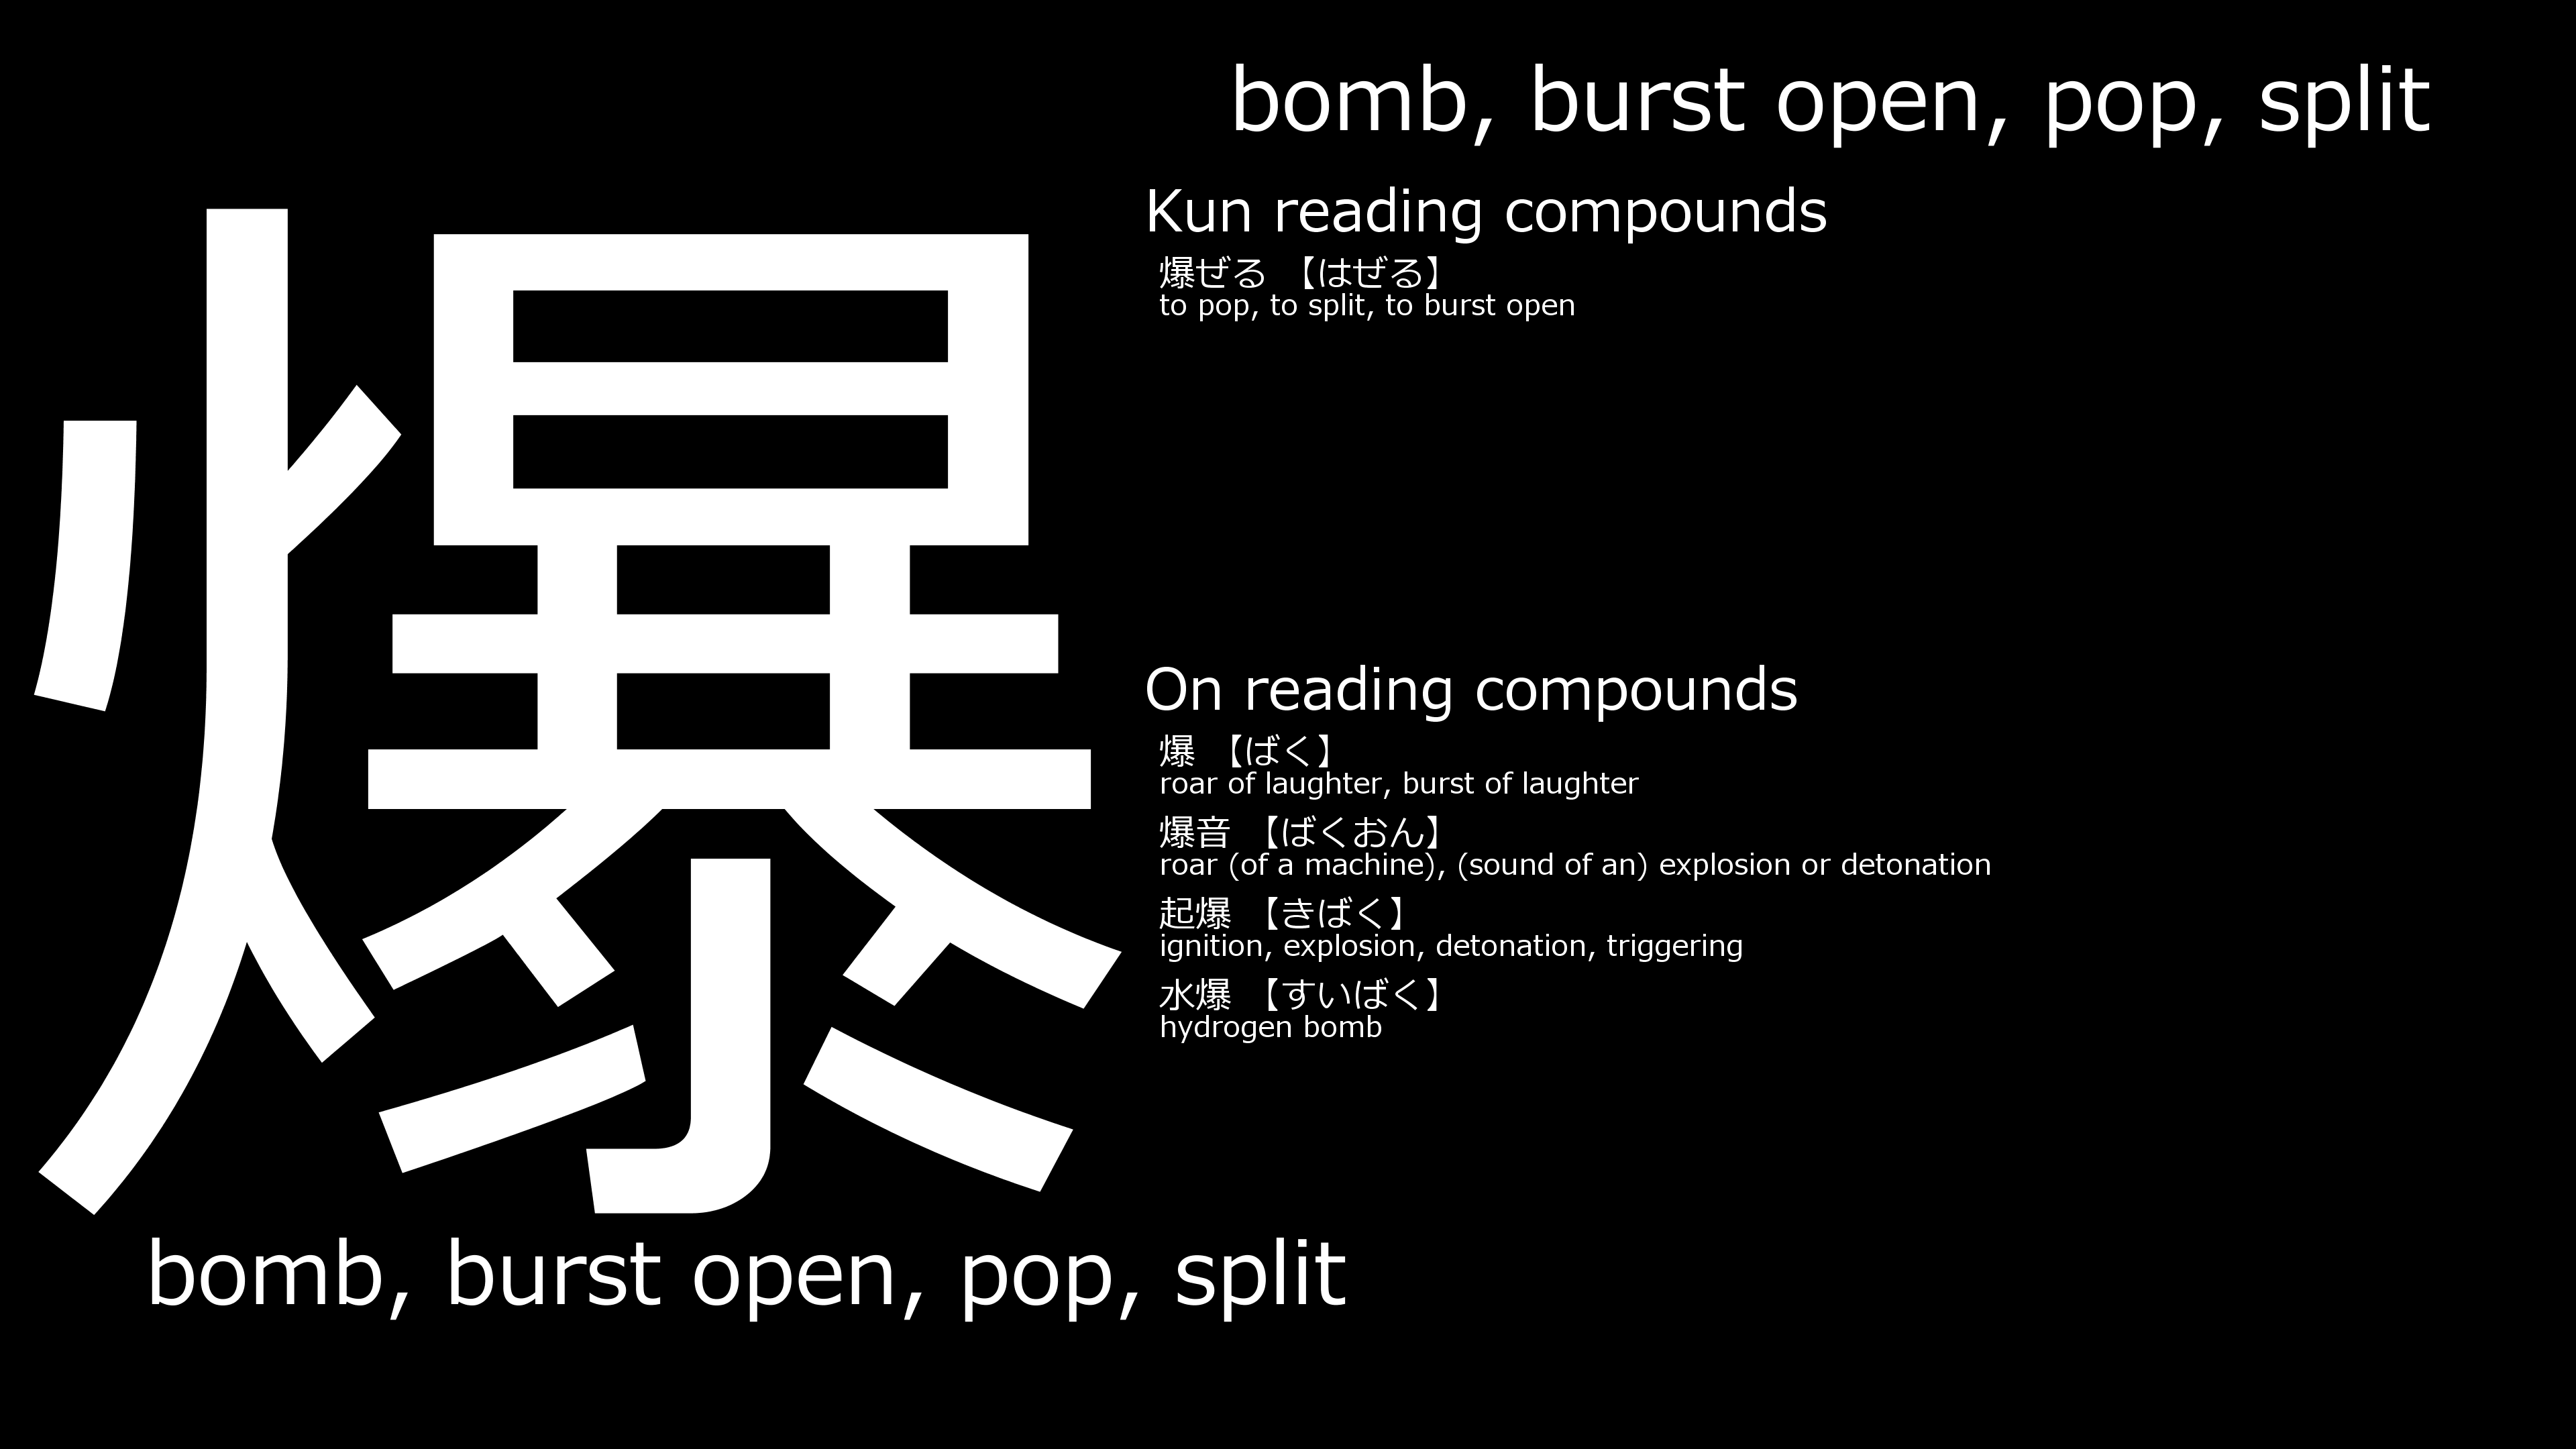 爆
bomb, burst open, pop, split
bomb, burst open, pop, split
Kun reading compounds
爆ぜる 【はぜる】
to pop, to split, to burst open
On reading compounds
爆 【ばく】
roar of laughter, burst of laughter
爆音 【ばくおん】
roar (of a machine), (sound of an) explosion or detonation
起爆 【きばく】
ignition, explosion, detonation, triggering
水爆 【すいばく】
hydrogen bomb